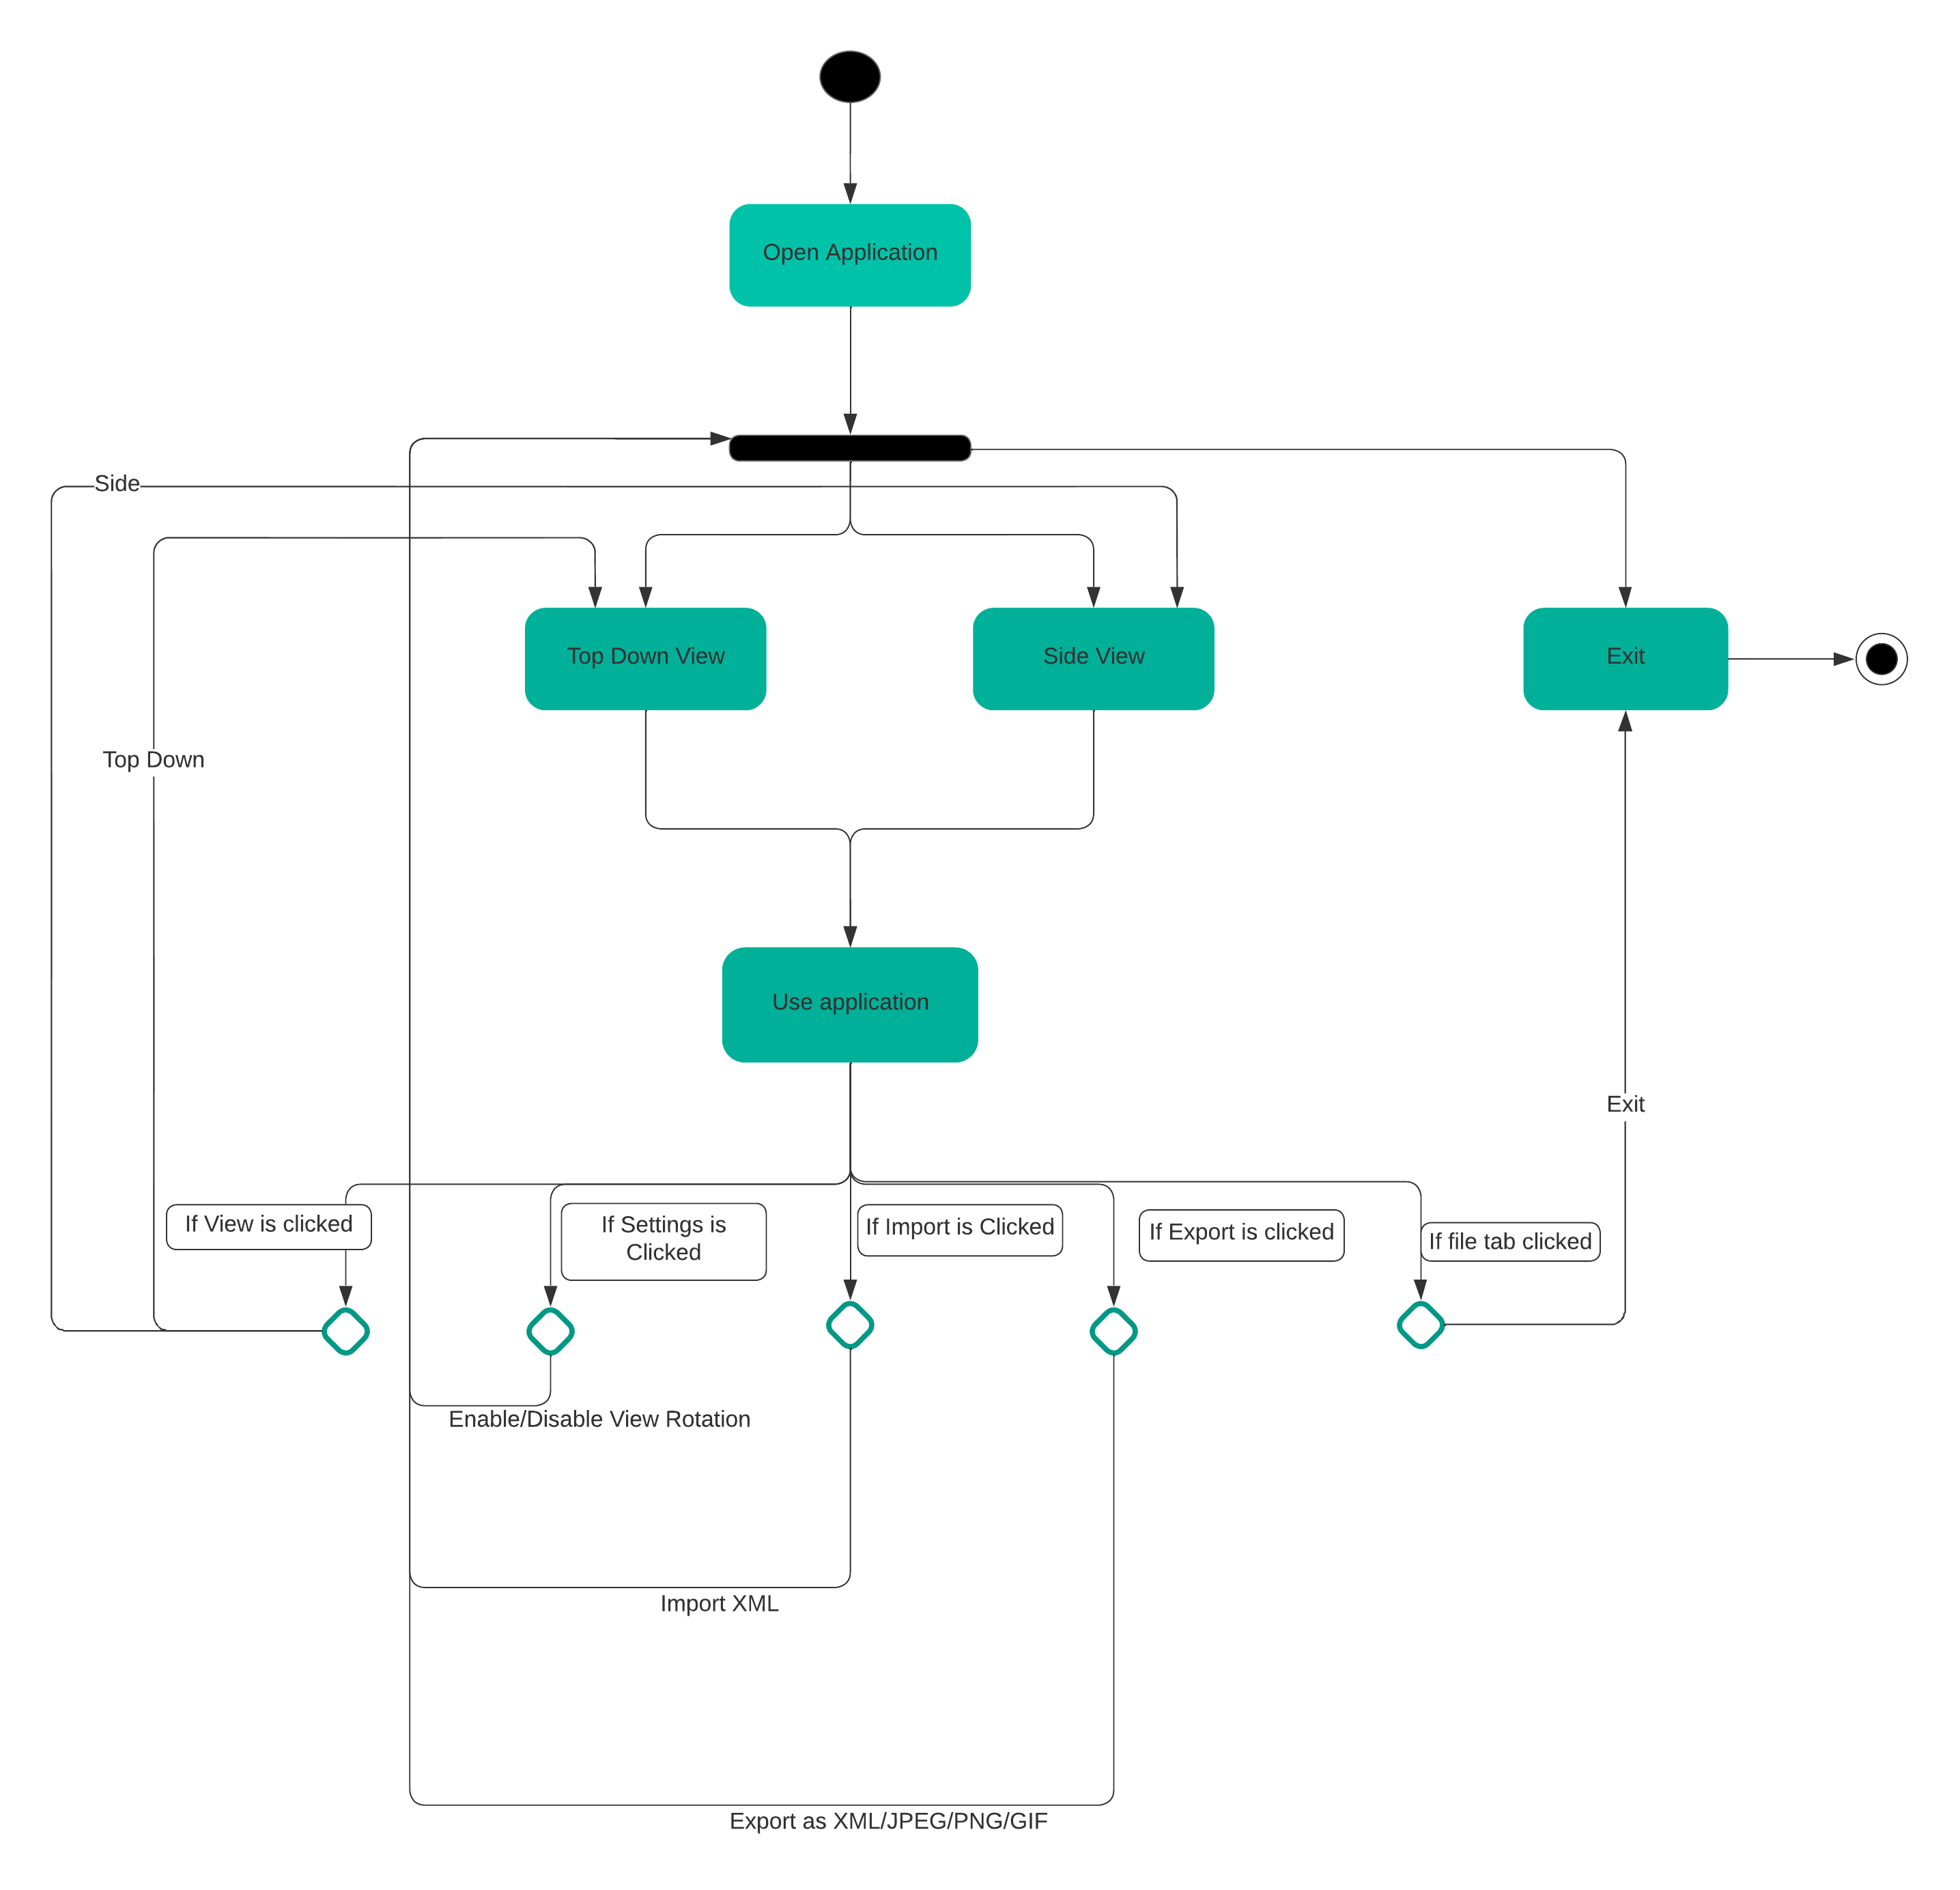 Open Application
Side
Top Down View
Side View
Exit
Top Down
Use application
Exit
If View is clicked
If Settings is
Clicked
If Import is Clicked
If Export is clicked
If file tab clicked
Enable/Disable View Rotation
Import XML
Export as XML/JPEG/PNG/GIF